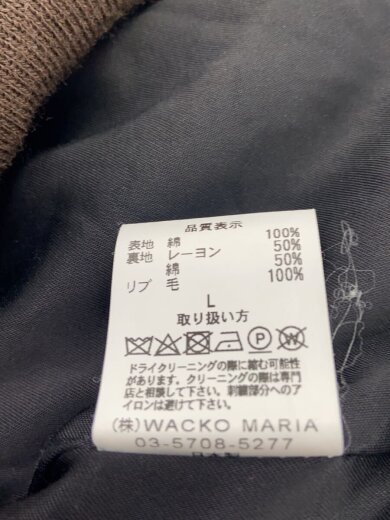 品質表示
表地 綿 100%
裏地 レーヨン 50%
綿 50%
リブ 毛 100%
L
取り扱い方
P W
ドライクリーニングの際に縮む可能性
があります。クリーニングの際は専門
店と相談して下さい。刺繍部分へのア
イロンは避けて下さい。
(株)WACKO MARIA
03-5708-5277
日本製